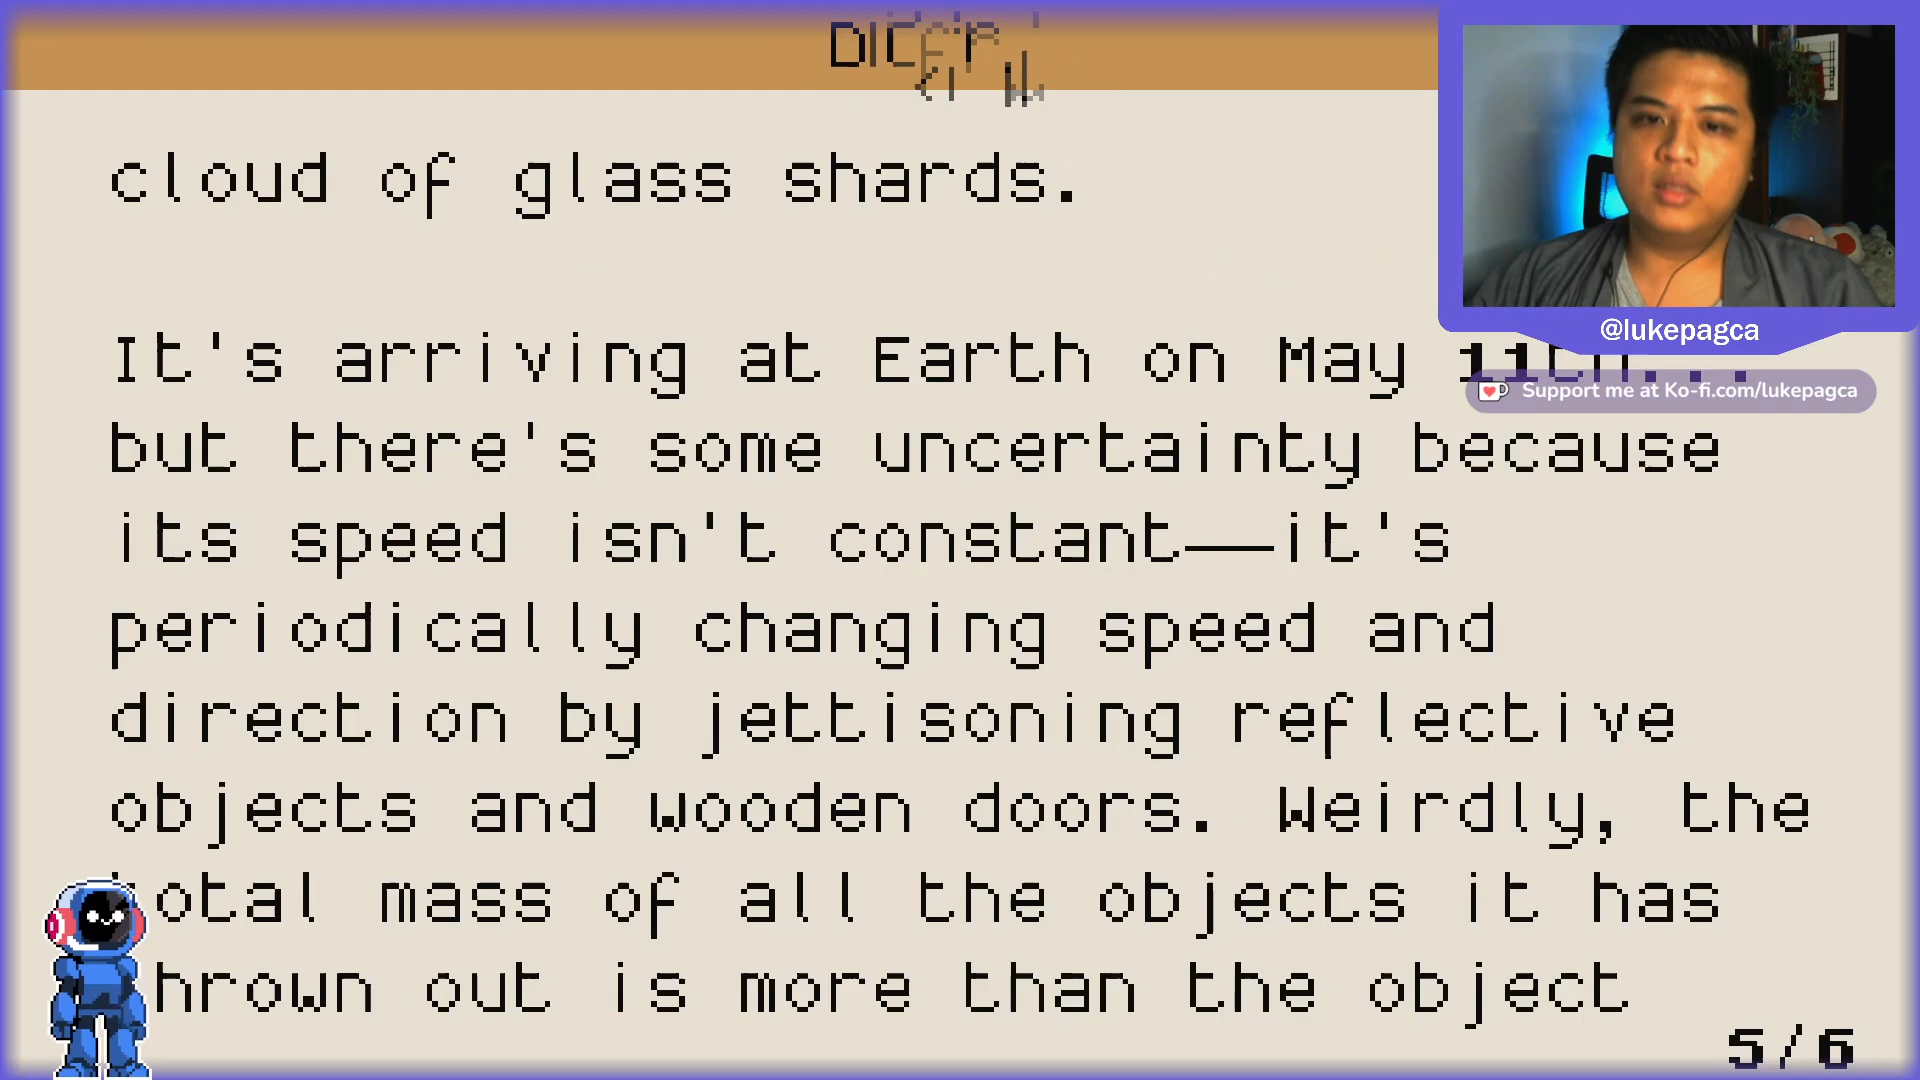 cloud of glass shards.
@lukepagca
It's arriving at Earth on May 11th...
Support me at Ko-fi.com/lukepagca
but there's some uncertainty because
its speed isn't constant——it's
periodically changing speed and
direction by jettisoning reflective
objects and wooden doors. Weirdly, the
total mass of all the objects it has
thrown out is more than the object
5/6